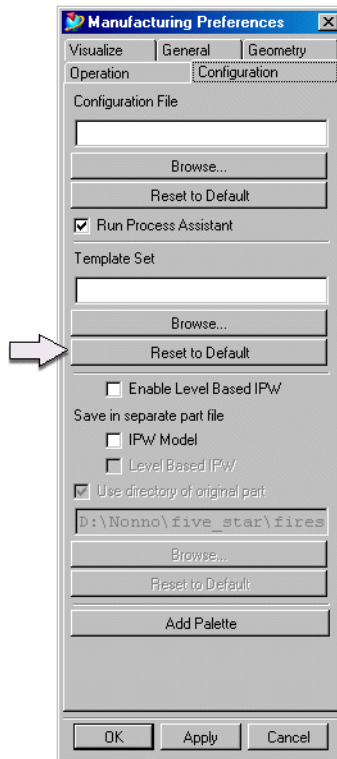 Manufacturing Preferences
Visualize General Geometry
Operation Configuration
Configuration File
Browse...
Reset to Default
Run Process Assistant
Template Set
Browse...
Reset to Default
Enable Level Based IPW
Save in separate part file
IPW Model
Level Based IPW
Use directory of original part
D:\Nonno\five_star\fires
Browse...
Reset to Default
Add Palette
OK Apply Cancel